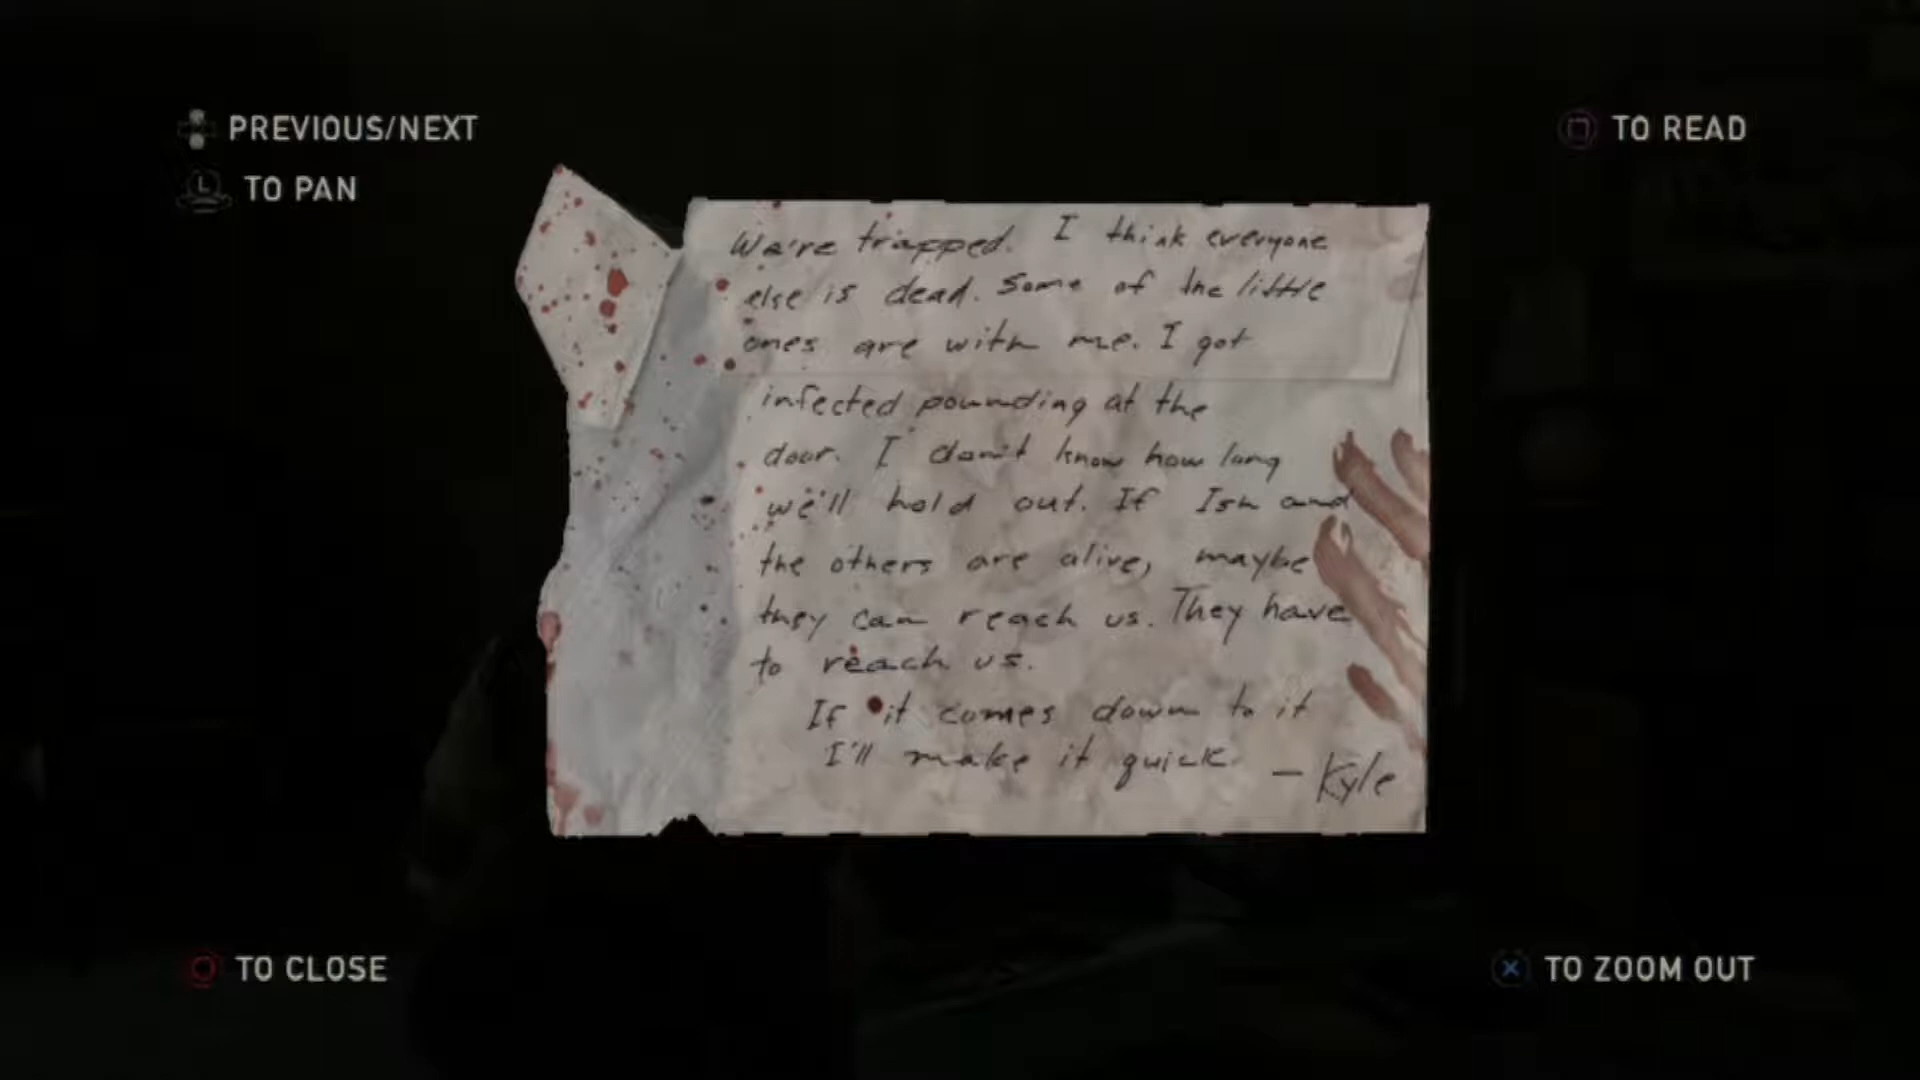 PREVIOUS/NEXT
L TO PAN
TO READ
We're trapped. I think everyone
else is dead. Some of the little
ones are with me. I got
infected pounding at the
door. I don't know how long
we'll hold out. If Ish and
the others are alive, maybe
they can reach us. They have
to reach us.
If it comes down to it
I'll make it quick. — Kyle
TO CLOSE
TO ZOOM OUT